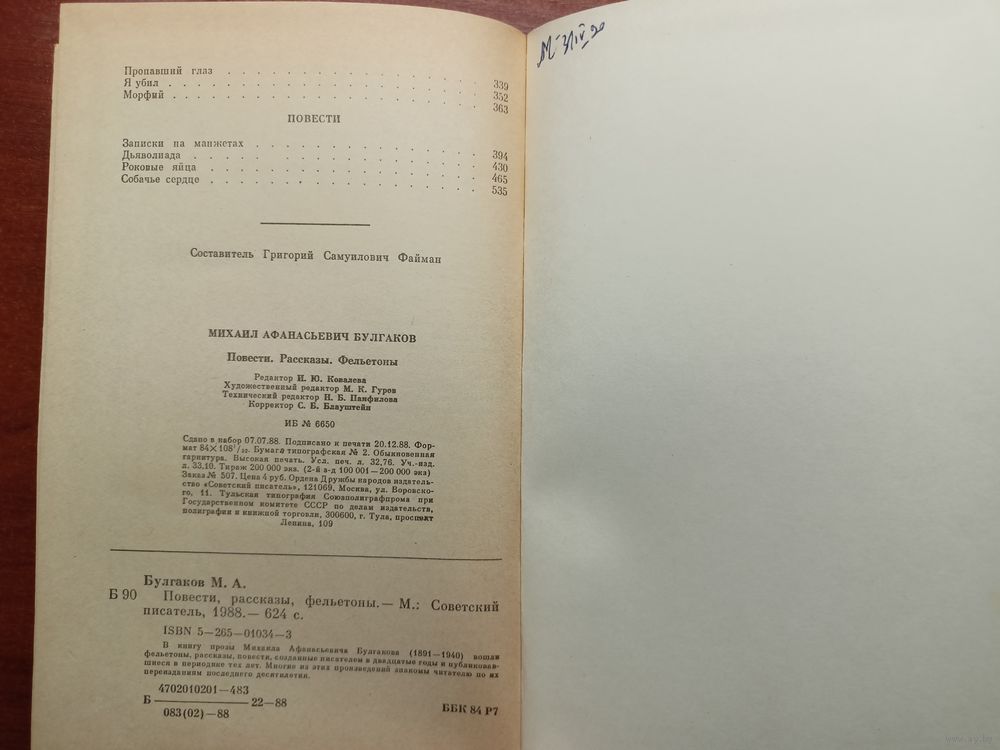 Пропавший глаз . . . . . . . . . . . . . . . . 339
Я убил . . . . . . . . . . . . . . . . . . . 352
Морфий . . . . . . . . . . . . . . . . . . . 363
ПОВЕСТИ
Записки на манжетах . . . . . . . . . . . . . . 394
Дьяволиада . . . . . . . . . . . . . . . . . 430
Роковые яйца . . . . . . . . . . . . . . . . 465
Собачье сердце . . . . . . . . . . . . . . . . 535
Составитель Григорий Самуилович Файман
МИХАИЛ АФАНАСЬЕВИЧ БУЛГАКОВ
Повести. Рассказы. Фельетоны
Редактор И. Ю. Ковалева
Художественный редактор М. К. Гуров
Технический редактор Н. Б. Панфилова
Корректор С. Б. Блауштейн
ИБ № 6650
Сдано в набор 07.07.88. Подписано к печати 20.12.88. Фор-
мат 84×108¹/₃₂. Бумага типографская № 2. Обыкновенная
гарнитура. Высокая печать. Усл. печ. л. 32,76. Уч.-изд.
л. 33,10. Тираж 200 000 экз. (2-й з-д 100 001—200 000 экз)
Заказ № 507. Цена 4 руб. Ордена Дружбы народов издатель-
ство «Советский писатель», 121069, Москва, ул. Воровско-
го, 11. Тульская типография Союзполиграфпрома при
Государственном комитете СССР по делам издательств,
полиграфии и книжной торговли, 300600, г. Тула, проспект
Ленина, 109
Булгаков М. А.
Б 90 Повести, рассказы, фельетоны.— М.: Советский
писатель, 1988.— 624 с.
ISBN 5—265—01034—3
В книгу прозы Михаила Афанасьевича Булгакова (1891—1940) вошли
фельетоны, рассказы, повести, созданные писателем в двадцатые годы и публиковав-
шиеся в периодике тех лет. Многие из этих произведений знакомы читателю по их
переизданиям последнего десятилетия.
4702010201—483
Б ———— 22—88
083(02)—88
ББК 84 Р7
www.ay.by